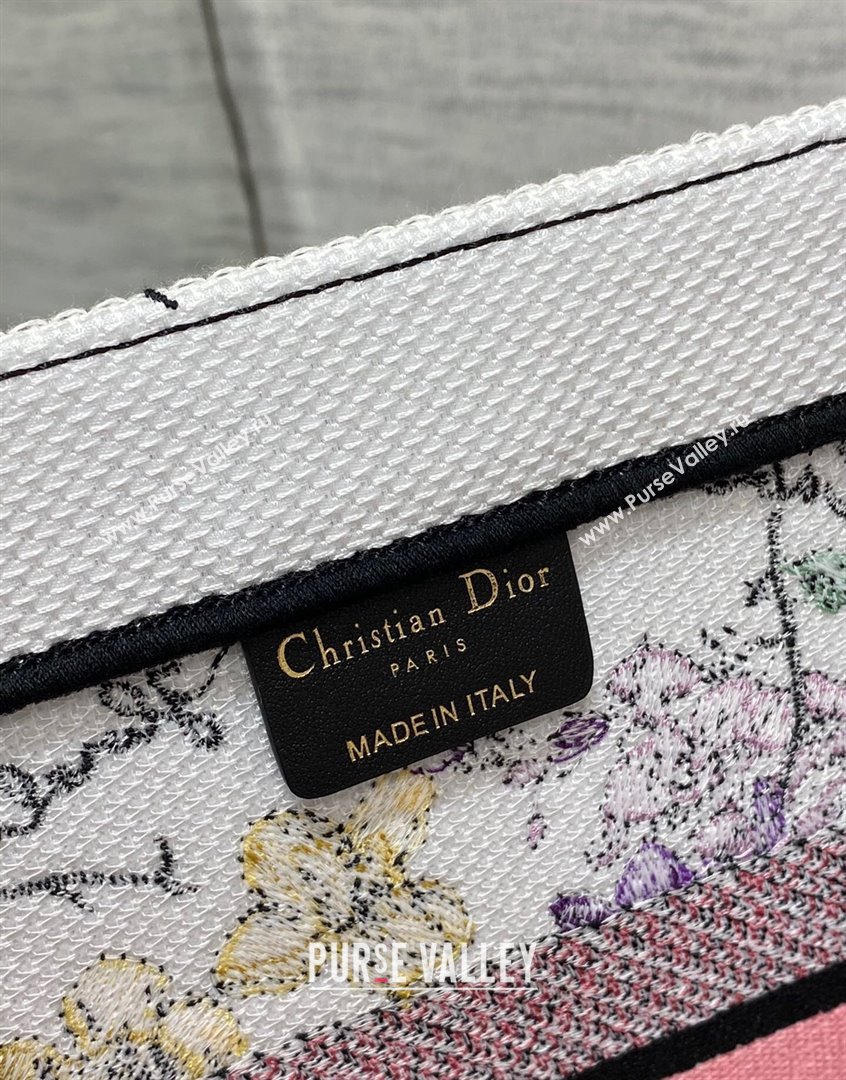 www.PurseValley.ru
www.PurseValley.ru
Christian Dior
PARIS
MADE IN ITALY
PURSE VALLEY